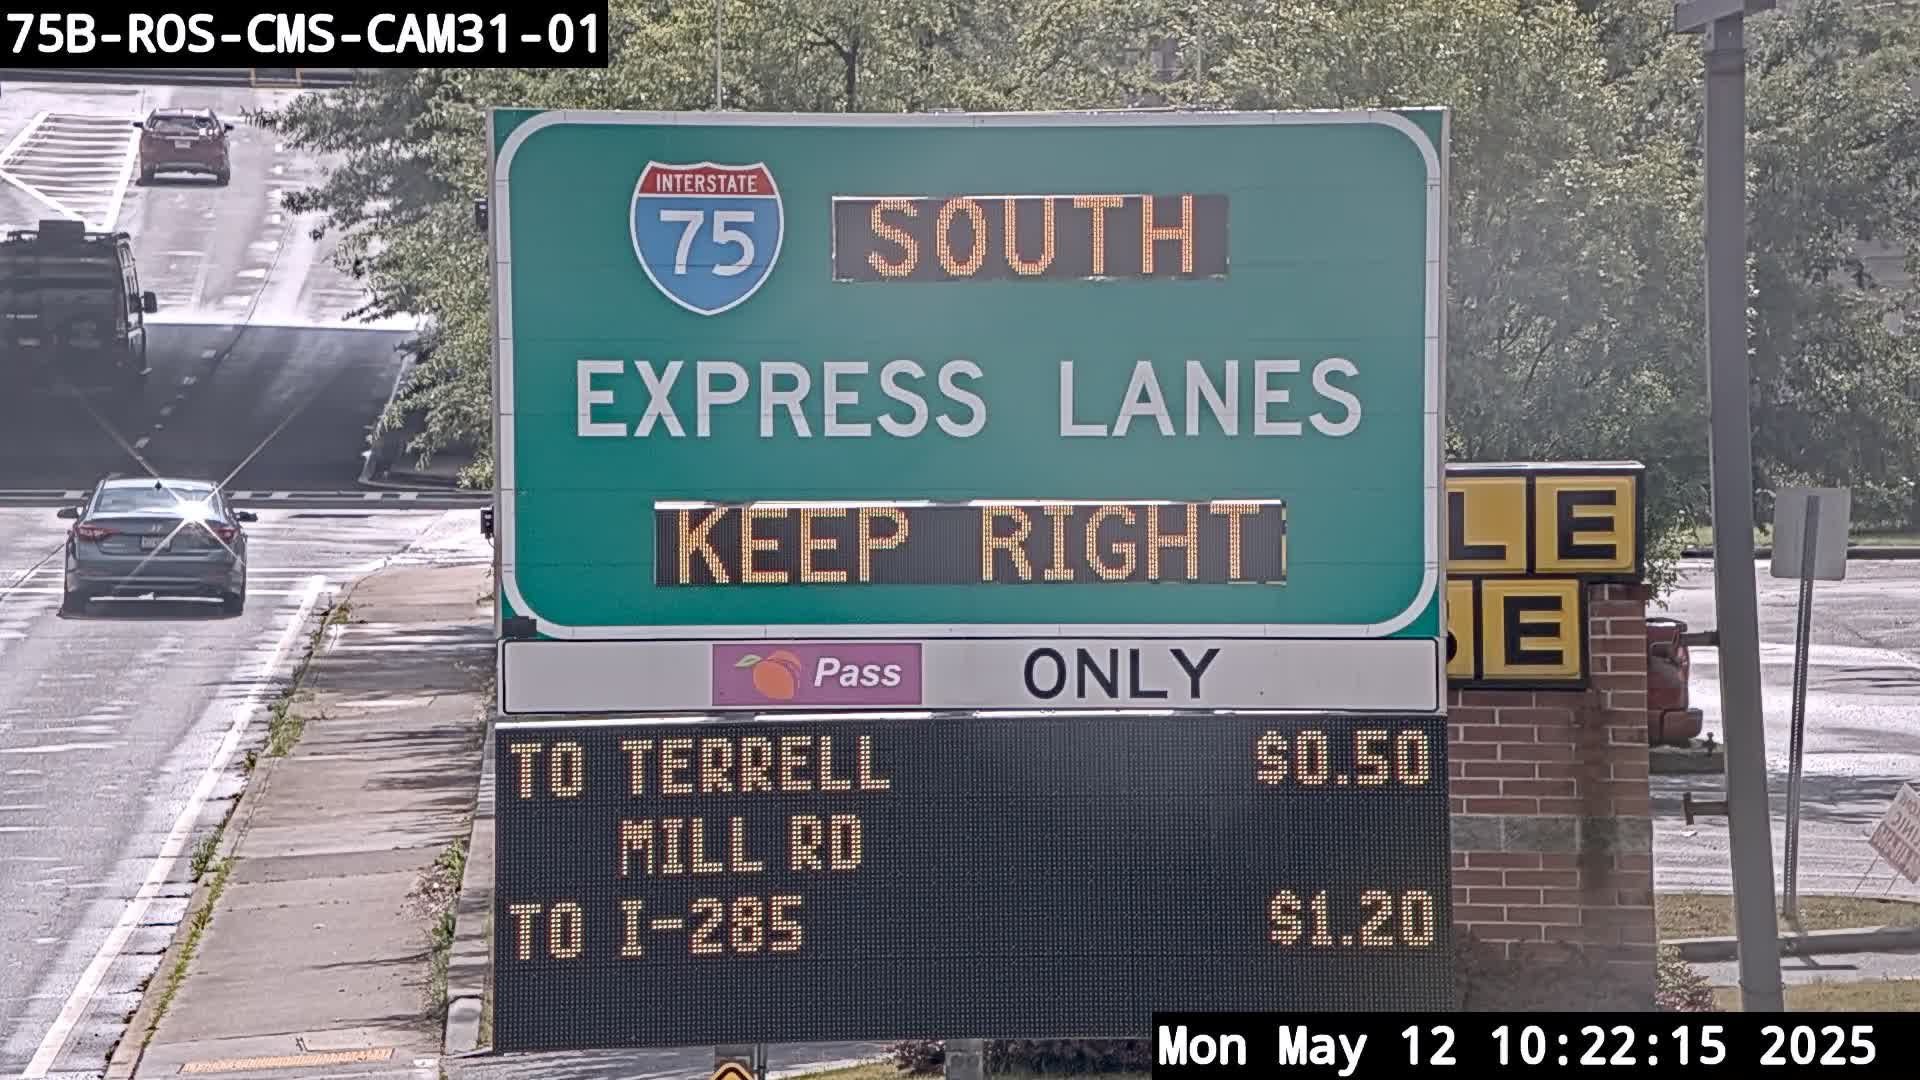 75B-ROS-CMS-CAM31-01
INTERSTATE
75 SOUTH
EXPRESS LANES
KEEP RIGHT
LE
E
Pass ONLY
TO TERRELL $0.50
MILL RD
TO I-285 $1.20
Mon May 12 10:22:15 2025